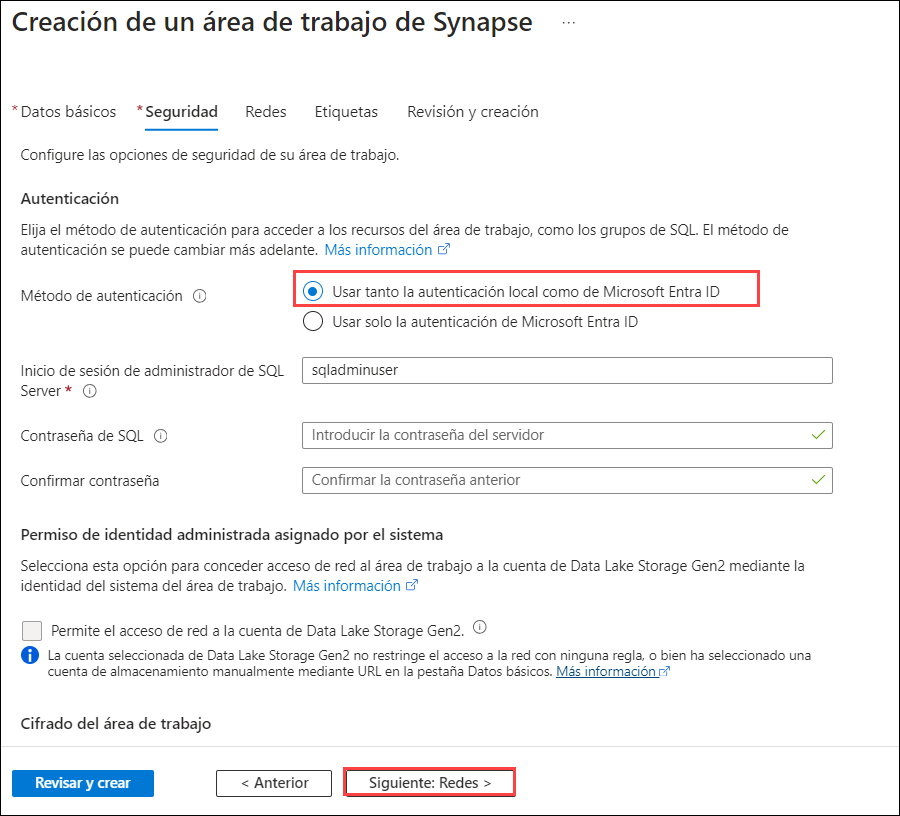 Creación de un área de trabajo de Synapse ...
* Datos básicos * Seguridad Redes Etiquetas Revisión y creación
Configure las opciones de seguridad de su área de trabajo.
Autenticación
Elija el método de autenticación para acceder a los recursos del área de trabajo, como los grupos de SQL. El método de
autenticación se puede cambiar más adelante. Más información
Método de autenticación
Usar tanto la autenticación local como de Microsoft Entra ID
Usar solo la autenticación de Microsoft Entra ID
Inicio de sesión de administrador de SQL
Server *
sqladminuser
Contraseña de SQL
Introducir la contraseña del servidor
Confirmar contraseña
Confirmar la contraseña anterior
Permiso de identidad administrada asignado por el sistema
Selecciona esta opción para conceder acceso de red al área de trabajo a la cuenta de Data Lake Storage Gen2 mediante la
identidad del sistema del área de trabajo. Más información
Permite el acceso de red a la cuenta de Data Lake Storage Gen2.
La cuenta seleccionada de Data Lake Storage Gen2 no restringe el acceso a la red con ninguna regla, o bien ha seleccionado una
cuenta de almacenamiento manualmente mediante URL en la pestaña Datos básicos. Más información
Cifrado del área de trabajo
Revisar y crear
< Anterior
Siguiente: Redes >